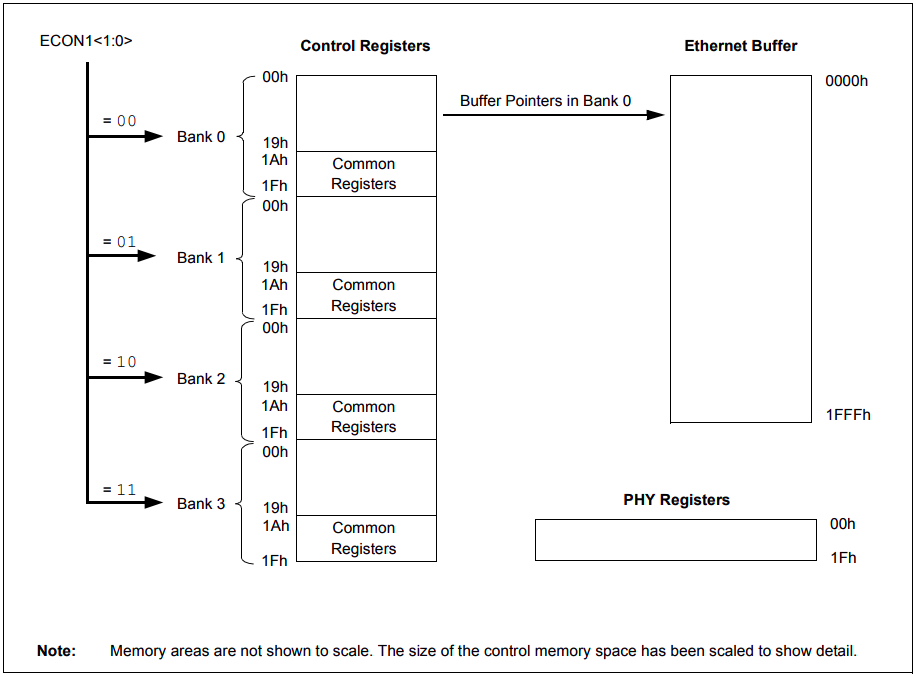 ECON1<1:0>
Control Registers
Ethernet Buffer
= 00
Bank 0
00h
19h
1Ah
1Fh
Common
Registers
Buffer Pointers in Bank 0
0000h
1FFFh
= 01
Bank 1
00h
19h
1Ah
1Fh
Common
Registers
= 10
Bank 2
00h
19h
1Ah
1Fh
Common
Registers
= 11
Bank 3
00h
19h
1Ah
1Fh
Common
Registers
PHY Registers
00h
1Fh
Note: Memory areas are not shown to scale. The size of the control memory space has been scaled to show detail.